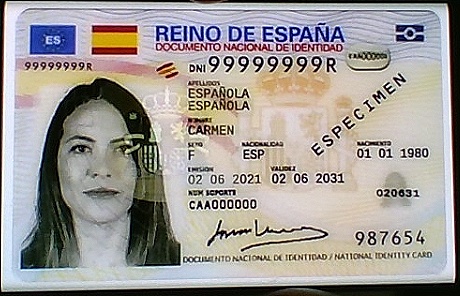 ES REINO DE ESPAÑA
DOCUMENTO NACIONAL DE IDENTIDAD
99999999R
DNI 99999999R
CAA000000
APELLIDOS
ESPAÑOLA
ESPAÑOLA
NOMBRE
CARMEN
SEXO NACIONALIDAD NACIMIENTO
F ESP 01 01 1980
EMISIÓN VALIDEZ
02 06 2021 02 06 2031
NUM SOPORTE
CAA000000
ESPECIMEN
020631
987654
DOCUMENTO NACIONAL DE IDENTIDAD / NATIONAL IDENTITY CARD